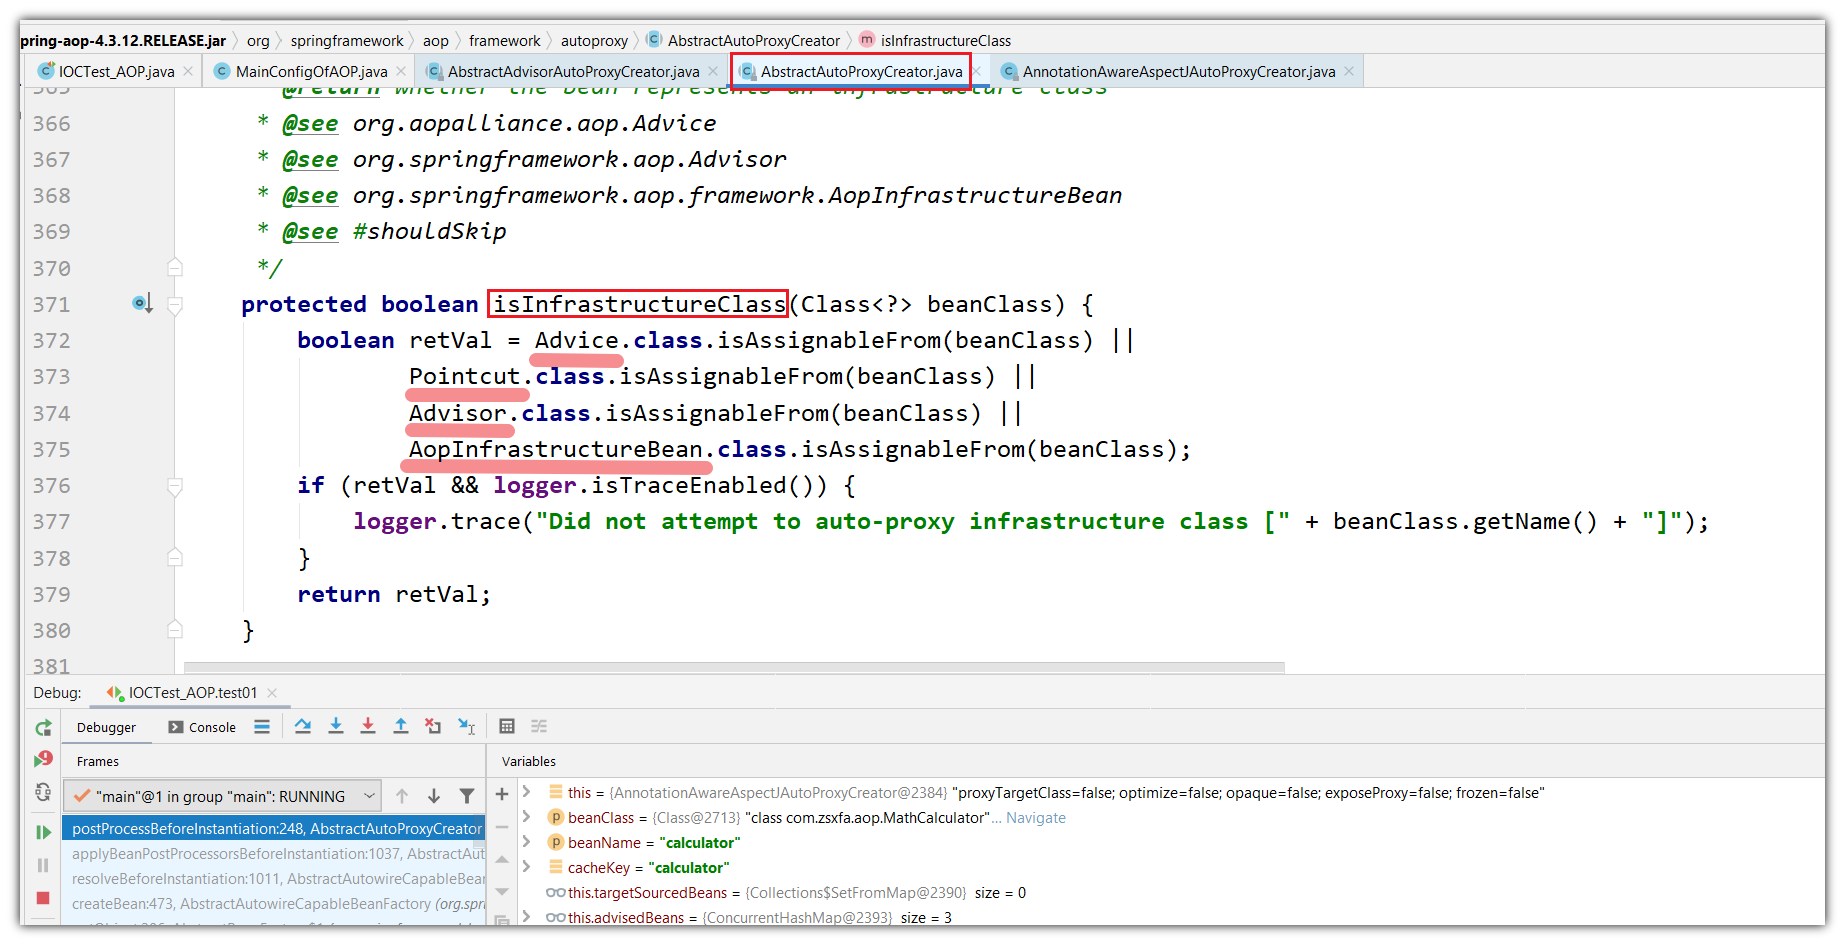 pring-aop-4.3.12.RELEASE.jar org springframework aop framework autoproxy AbstractAutoProxyCreator isInfrastructureClass
IOCTest_AOP.java MainConfigOfAOP.java AbstractAdvisorAutoProxyCreator.java AbstractAutoProxyCreator.java AnnotationAwareAspectJAutoProxyCreator.java
365 @return whether the bean represents an infrastructure class
366 * @see org.aopalliance.aop.Advice
367 * @see org.springframework.aop.Advisor
368 * @see org.springframework.aop.framework.AopInfrastructureBean
369 * @see #shouldSkip
370 */
371 protected boolean isInfrastructureClass(Class<?> beanClass) {
372 boolean retVal = Advice.class.isAssignableFrom(beanClass) ||
373 Pointcut.class.isAssignableFrom(beanClass) ||
374 Advisor.class.isAssignableFrom(beanClass) ||
375 AopInfrastructureBean.class.isAssignableFrom(beanClass);
376 if (retVal && logger.isTraceEnabled()) {
377 logger.trace("Did not attempt to auto-proxy infrastructure class [" + beanClass.getName() + "]");
378 }
379 return retVal;
380 }
381
Debug: IOCTest_AOP.test01
Debugger Console
Frames
Variables
"main"@1 in group "main": RUNNING
postProcessBeforeInstantiation:248, AbstractAutoProxyCreator
applyBeanPostProcessorsBeforeInstantiation:1037, AbstractAut
resolveBeforeInstantiation:1011, AbstractAutowireCapableBean
createBean:473, AbstractAutowireCapableBeanFactory (org.spri
this = {AnnotationAwareAspectJAutoProxyCreator@2384} "proxyTargetClass=false; optimize=false; opaque=false; exposeProxy=false; frozen=false"
beanClass = {Class@2713} "class com.zsxfa.aop.MathCalculator"... Navigate
beanName = "calculator"
cacheKey = "calculator"
this.targetSourcedBeans = {Collections$SetFromMap@2390} size = 0
this.advisedBeans = {ConcurrentHashMap@2393} size = 3